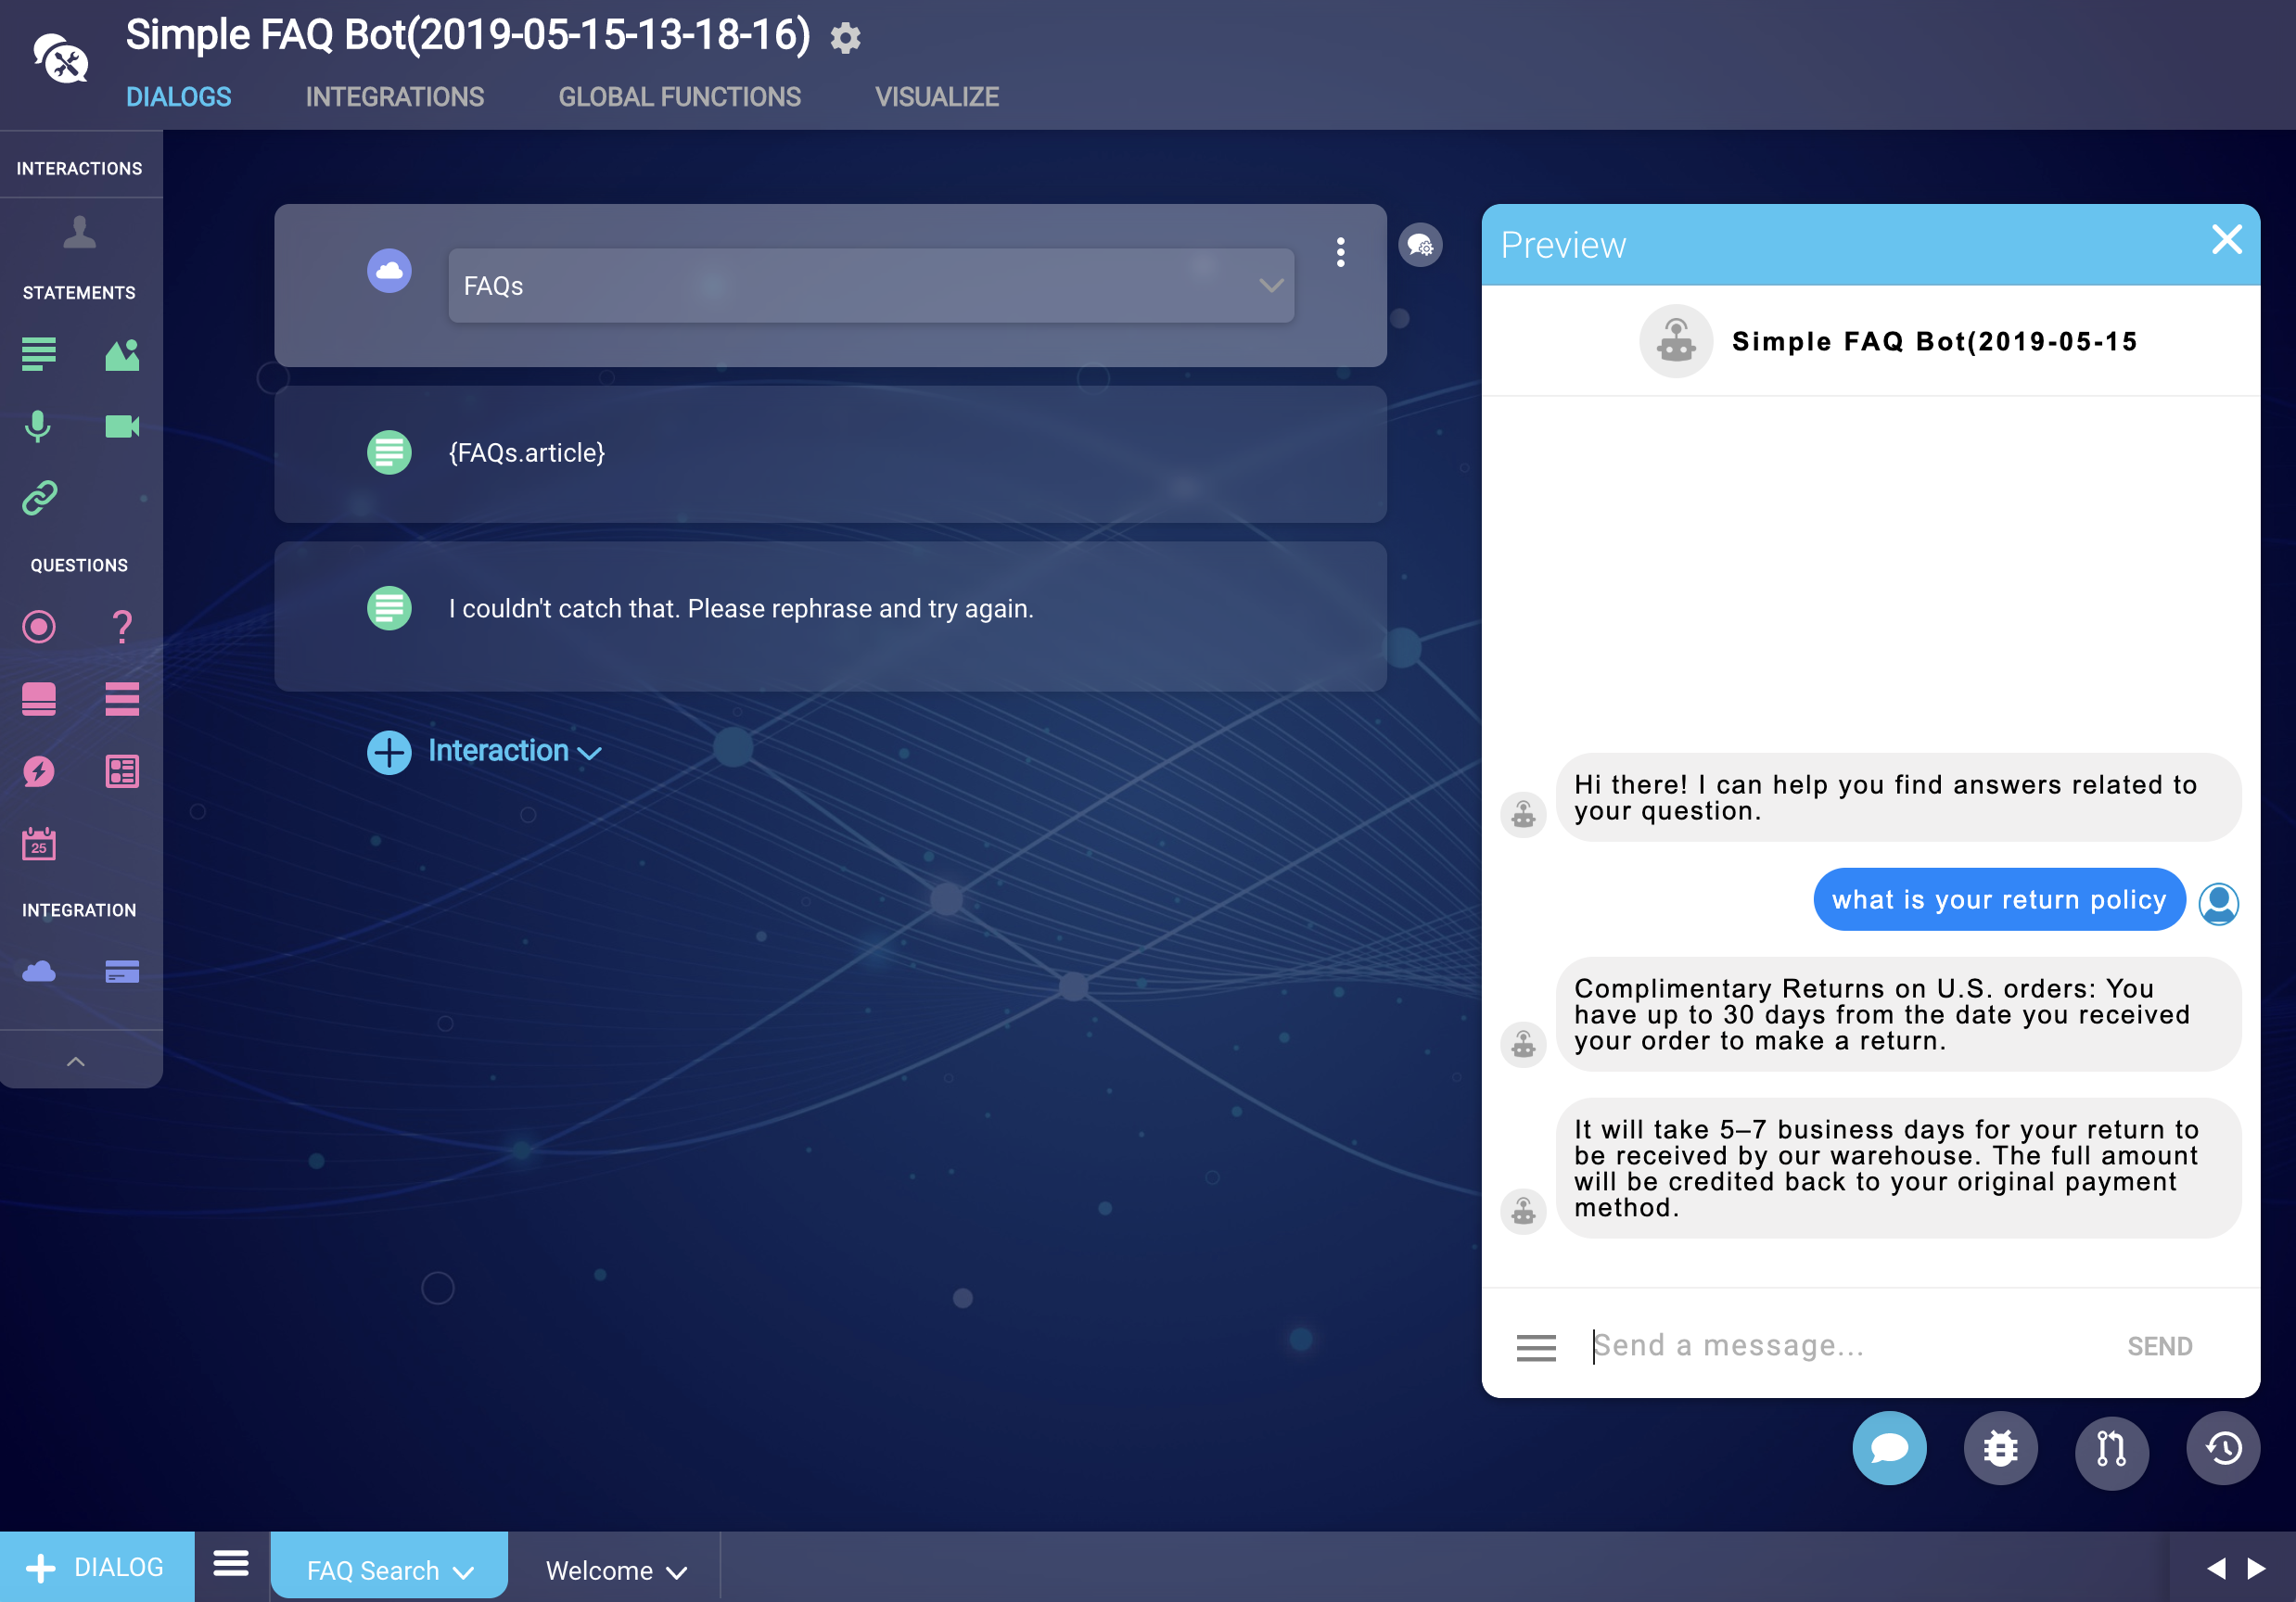 Simple FAQ Bot(2019-05-15-13-18-16)
DIALOGS INTEGRATIONS GLOBAL FUNCTIONS VISUALIZE
INTERACTIONS
STATEMENTS
QUESTIONS
25
INTEGRATION
FAQs
{FAQs.article}
I couldn't catch that. Please rephrase and try again.
Interaction
Preview
Simple FAQ Bot(2019-05-15
Hi there! I can help you find answers related to
your question.
what is your return policy
Complimentary Returns on U.S. orders: You
have up to 30 days from the date you received
your order to make a return.
It will take 5–7 business days for your return to
be received by our warehouse. The full amount
will be credited back to your original payment
method.
Send a message...
SEND
DIALOG
FAQ Search
Welcome